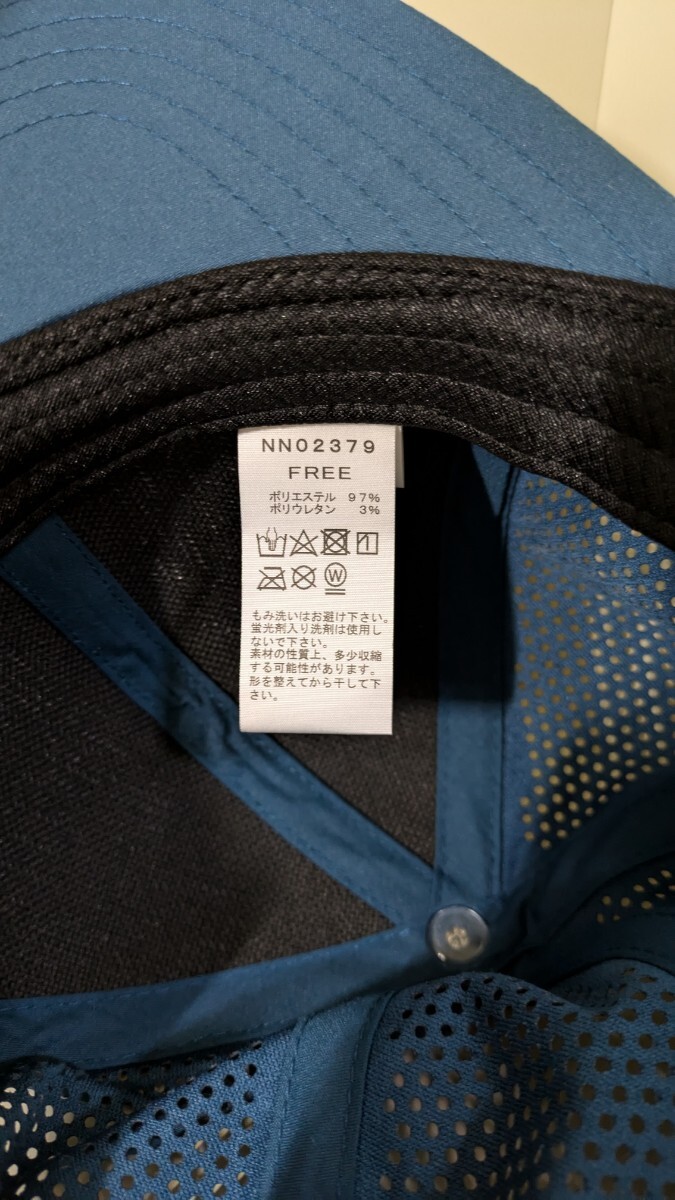 NN02379
FREE
ポリエステル 97%
ポリウレタン 3%
W
もみ洗いはお避け下さい。
蛍光剤入り洗剤は使用し
ないで下さい。
素材の性質上、多少収縮
する可能性があります。
形を整えてから干して下
さい。